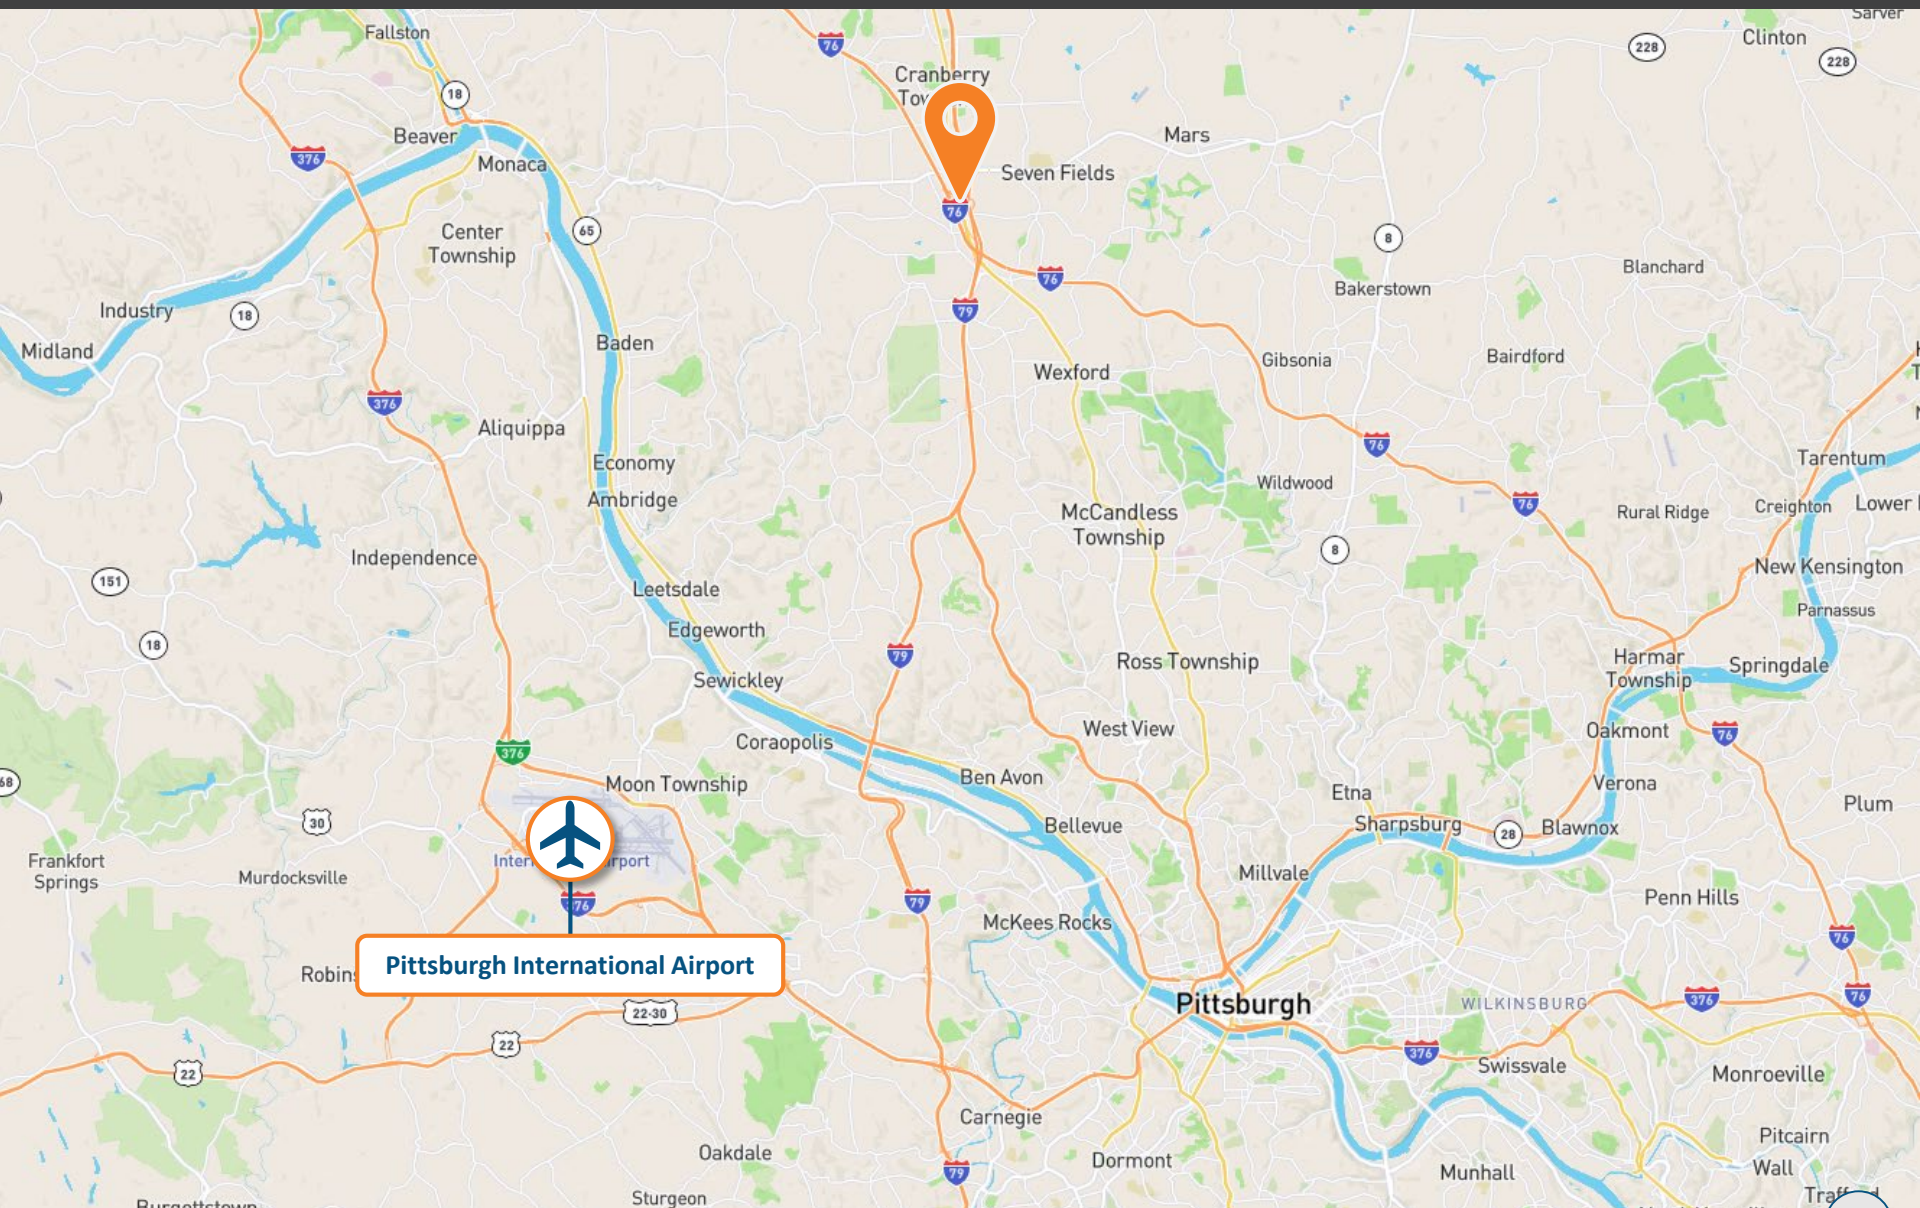 Sarver
Fallston
Clinton
228
228
76
Cranberry
18
Beaver
Mars
Monaca
376
Seven Fields
76
Center
Township
65
8
76
Blanchard
Bakerstown
Industry
18
79
Midland
Baden
Gibsonia
Bairdford
Wexford
376
Aliquippa
76
Economy
Tarentum
Ambridge
Wildwood
76
McCandless
Township
Rural Ridge
Creighton
Lower
Independence
8
151
New Kensington
Leetsdale
Parnassus
Edgeworth
18
79
Ross Township
Harmar
Township
Springdale
Sewickley
West View
Oakmont
76
Coraopolis
376
Ben Avon
68
Moon Township
Verona
Etna
Plum
30
Bellevue
Sharpsburg
28
Blawnox
Frankfort
Springs
Murdocksville
Millvale
376
79
Penn Hills
McKees Rocks
76
Pittsburgh International Airport
Pittsburgh
WILKINSBURG
376
76
22-30
22
376
22
Swissvale
Monroeville
Carnegie
Pitcairn
Oakdale
Dormont
Wall
79
Munhall
Sturgeon